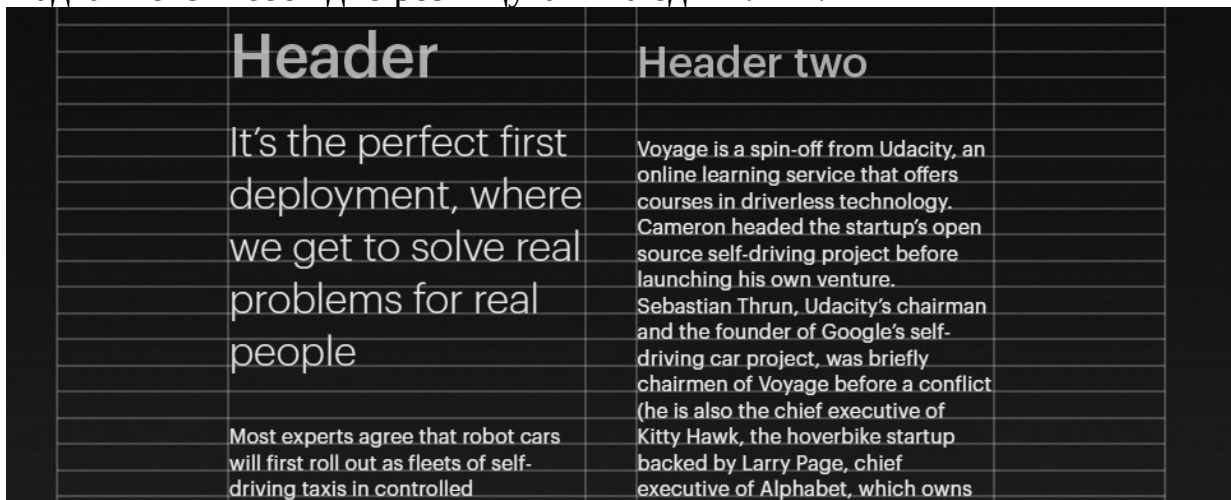 Header
It's the perfect first
deployment, where
we get to solve real
problems for real
people
Most experts agree that robot cars
will first roll out as fleets of self-
driving taxis in controlled
Header two
Voyage is a spin-off from Udacity, an
online learning service that offers
courses in driverless technology.
Cameron headed the startup's open
source self-driving project before
launching his own venture.
Sebastian Thrun, Udacity's chairman
and the founder of Google's self-
driving car project, was briefly
chairmen of Voyage before a conflict
(he is also the chief executive of
Kitty Hawk, the hoverbike startup
backed by Larry Page, chief
executive of Alphabet, which owns